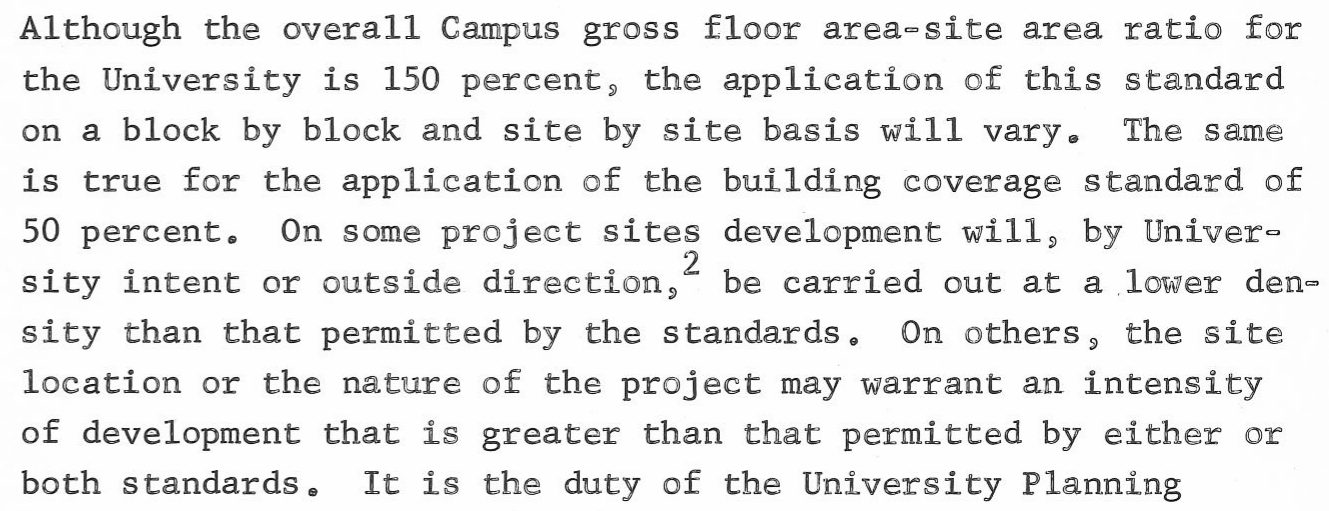 Although the overall Campus gross floor area-site area ratio for
the University is 150 percent, the application of this standard
on a block by block and site by site basis will vary. The same
is true for the application of the building coverage standard of
50 percent. On some project sites development will, by Univer-
sity intent or outside direction,2 be carried out at a lower den-
sity than that permitted by the standards. On others, the site
location or the nature of the project may warrant an intensity
of development that is greater than that permitted by either or
both standards. It is the duty of the University Planning